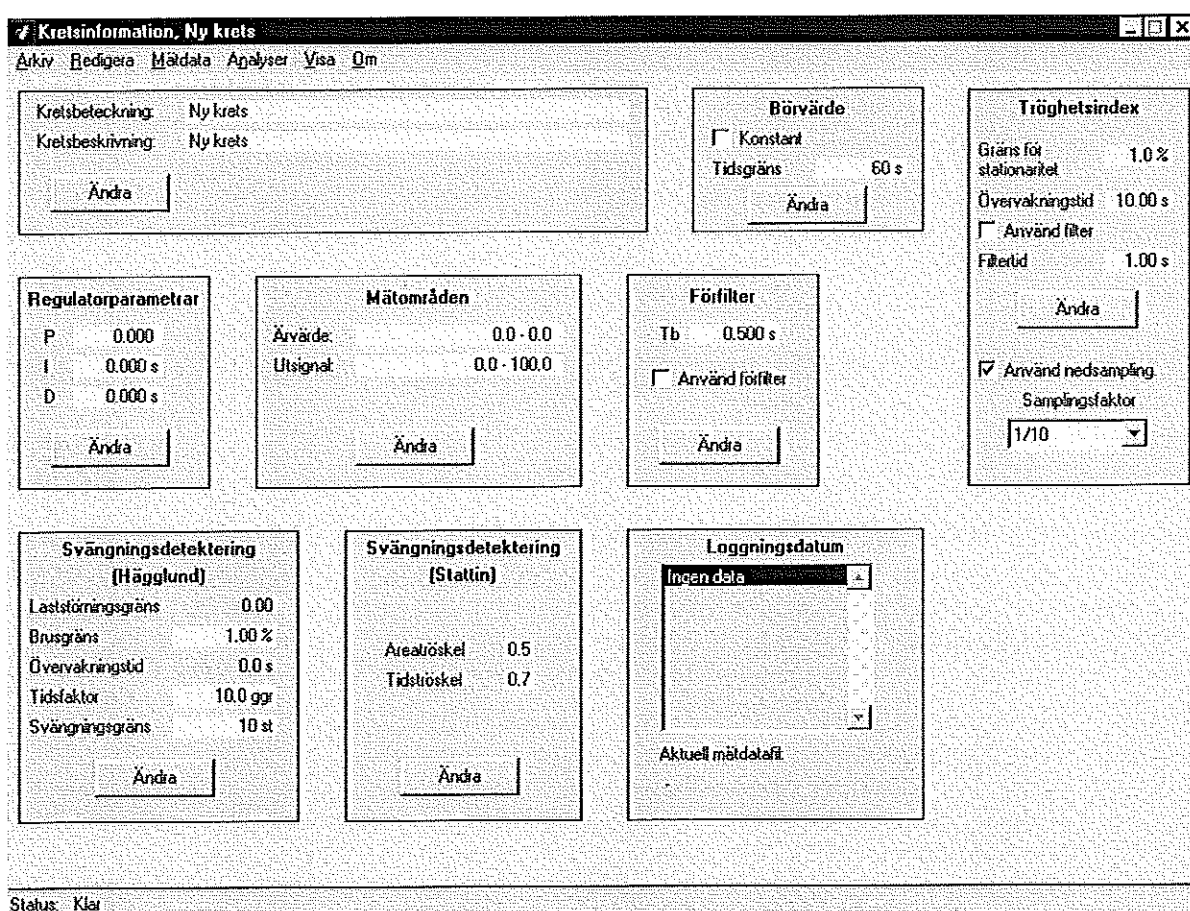 Kretsinformation, Ny krets
Arkiv Redigera Mätdata Analyser Visa Om
Kretsbeteckning: Ny krets
Kretsbeskrivning: Ny krets
Ändra
Börvärde
Konstant
Tidsgräns 60 s
Ändra
Tröghetsindex
Gräns för
stationaritet 1.0 %
Övervakningstid 10.00 s
Använd filter
Filtertid 1.00 s
Ändra
Använd nedsampling
Samplingsfaktor
1/10
Regulatorparametrar
P 0.000
I 0.000 s
D 0.000 s
Ändra
Mätområden
Ärvärde: 0.0 - 0.0
Utsignal: 0.0 - 100.0
Ändra
Förfilter
Tb 0.500 s
Använd förfilter
Ändra
Svängningsdetektering
(Hägglund)
Laststörningsgräns 0.00
Brusgräns 1.00 %
Övervakningstid 0.0 s
Tidsfaktor 10.0 ggr
Svängningsgräns 10 st
Ändra
Svängningsdetektering
(Stattin)
Areatröskel 0.5
Tidströskel 0.7
Ändra
Loggningsdatum
Ingen data
Aktuell mätdatafil:
-
Status: Klar